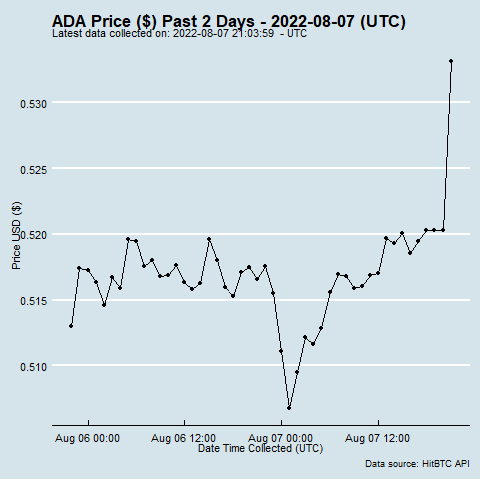 ADA Price ($) Past 2 Days - 2022-08-07 (UTC)
Latest data collected on: 2022-08-07 21:03:59 - UTC
0.530
0.525
0.520
0.515
0.510
Price USD ($)
Aug 06 00:00 Aug 06 12:00 Aug 07 00:00 Aug 07 12:00
Date Time Collected (UTC)
Data source: HitBTC API